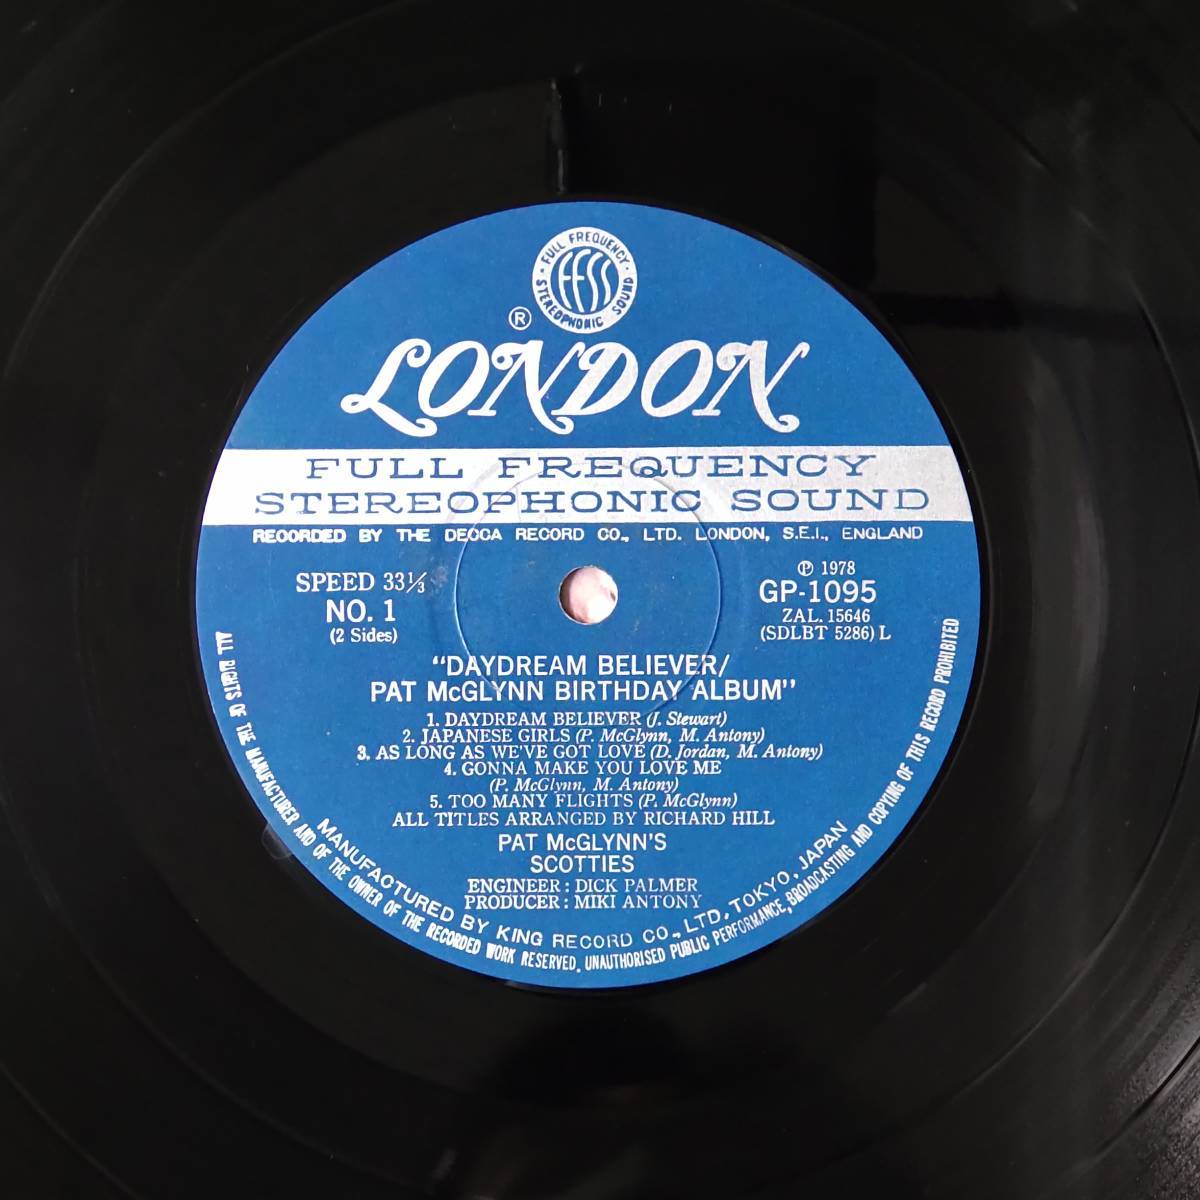 · FULL FREQUENCY ·
STEREOPHONIC SOUND
FFSS
®
LONDON
FULL FREQUENCY
STEREOPHONIC SOUND
RECORDED BY THE DECCA RECORD CO., LTD. LONDON, S.E.I., ENGLAND
SPEED 33⅓
NO. 1
(2 Sides)
℗ 1978
GP-1095
ZAL. 15646
(SDLBT 5286) L
"DAYDREAM BELIEVER/
PAT McGLYNN BIRTHDAY ALBUM"
1. DAYDREAM BELIEVER (J. Stewart)
2. JAPANESE GIRLS (P. McGlynn, M. Antony)
3. AS LONG AS WE'VE GOT LOVE (D. Jordan, M. Antony)
4. GONNA MAKE YOU LOVE ME
(P. McGlynn, M. Antony)
5. TOO MANY FLIGHTS (P. McGlynn)
ALL TITLES ARRANGED BY RICHARD HILL
PAT McGLYNN'S
SCOTTIES
ENGINEER : DICK PALMER
PRODUCER : MIKI ANTONY
MANUFACTURED BY KING RECORD CO., LTD. TOKYO, JAPAN
ALL RIGHTS OF THE MANUFACTURER AND OF THE OWNER OF THE RECORDED WORK RESERVED. UNAUTHORISED PUBLIC PERFORMANCE, BROADCASTING AND COPYING OF THIS RECORD PROHIBITED